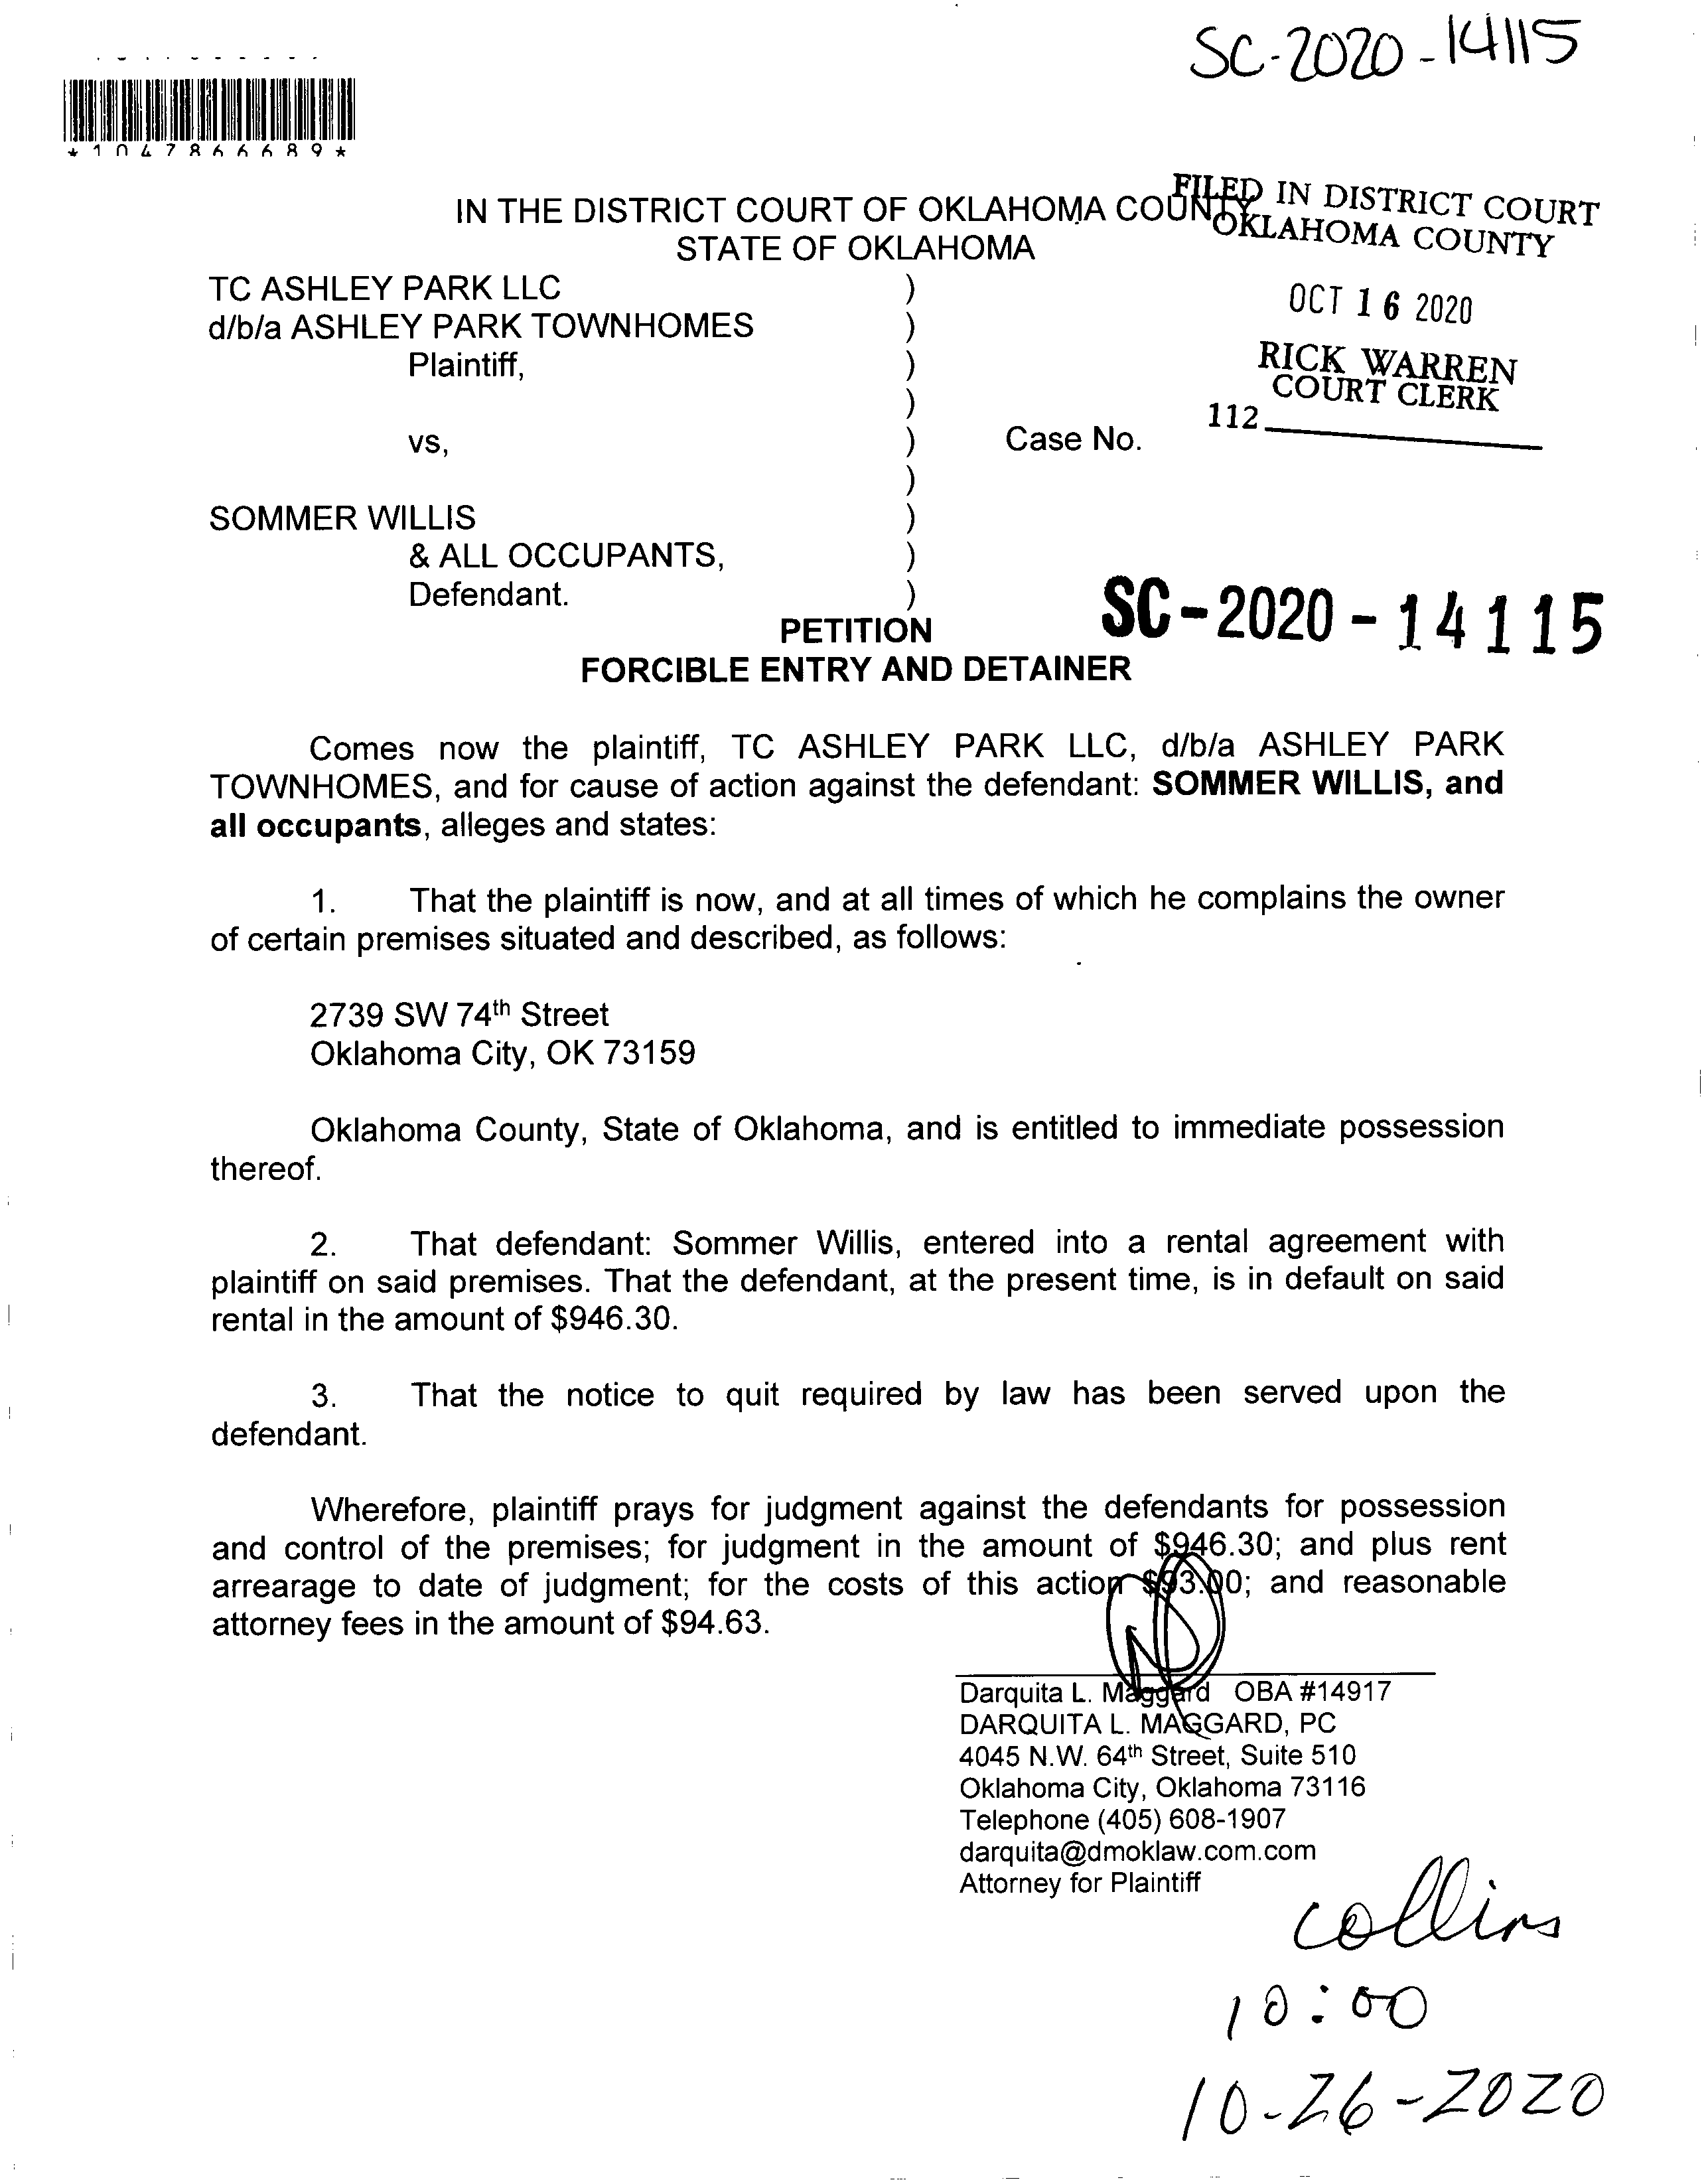 SC-2020-14115
*1047866689*
FILED IN DISTRICT COURT
OKLAHOMA COUNTY
OCT 16 2020
RICK WARREN
COURT CLERK
112
IN THE DISTRICT COURT OF OKLAHOMA COUNTY
STATE OF OKLAHOMA
TC ASHLEY PARK LLC )
d/b/a ASHLEY PARK TOWNHOMES )
Plaintiff, )
)
vs, ) Case No.
)
SOMMER WILLIS )
& ALL OCCUPANTS, )
Defendant. )
SC-2020-14115
PETITION
FORCIBLE ENTRY AND DETAINER
Comes now the plaintiff, TC ASHLEY PARK LLC, d/b/a ASHLEY PARK
TOWNHOMES, and for cause of action against the defendant: SOMMER WILLIS, and
all occupants, alleges and states:
1. That the plaintiff is now, and at all times of which he complains the owner
of certain premises situated and described, as follows:
2739 SW 74th Street
Oklahoma City, OK 73159
Oklahoma County, State of Oklahoma, and is entitled to immediate possession
thereof.
2. That defendant: Sommer Willis, entered into a rental agreement with
plaintiff on said premises. That the defendant, at the present time, is in default on said
rental in the amount of $946.30.
3. That the notice to quit required by law has been served upon the
defendant.
Wherefore, plaintiff prays for judgment against the defendants for possession
and control of the premises; for judgment in the amount of $946.30; and plus rent
arrearage to date of judgment; for the costs of this action $93.00; and reasonable
attorney fees in the amount of $94.63.
Darquita L. Maggard OBA #14917
DARQUITA L. MAGGARD, PC
4045 N.W. 64th Street, Suite 510
Oklahoma City, Oklahoma 73116
Telephone (405) 608-1907
darquita@dmoklaw.com.com
Attorney for Plaintiff
Collins
10:00
10-26-2020